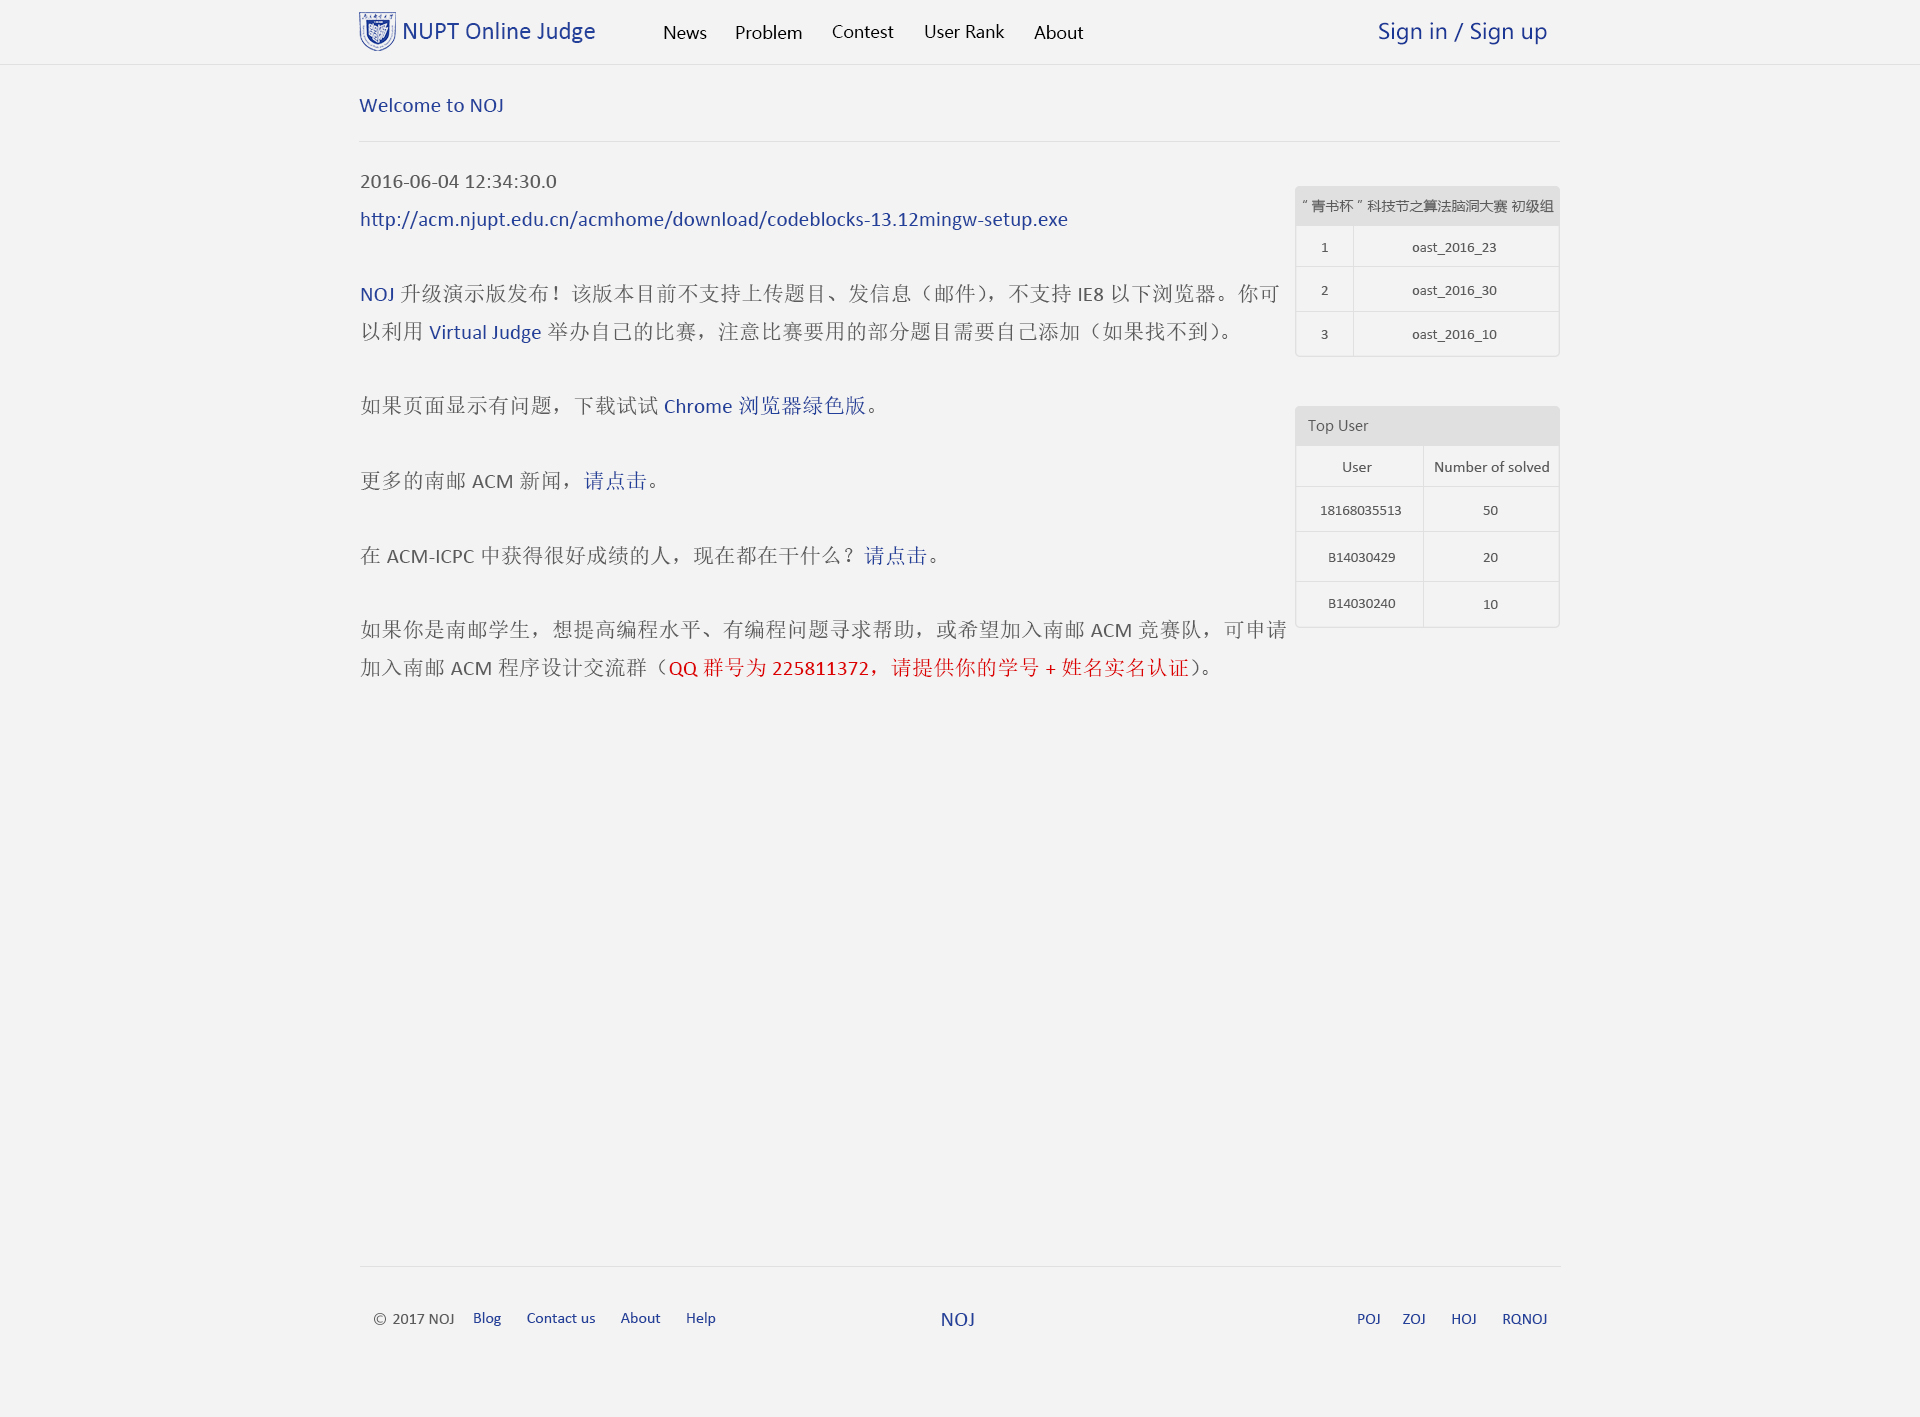 NUPT Online Judge
News
Problem
Contest
User Rank
About
Sign in / Sign up
Welcome to NOJ
2016-06-04 12:34:30.0
http://acm.njupt.edu.cn/acmhome/download/codeblocks-13.12mingw-setup.exe
NOJ 升级演示版发布！该版本目前不支持上传题目、发信息（邮件），不支持 IE8 以下浏览器。你可
以利用 Virtual Judge 举办自己的比赛，注意比赛要用的部分题目需要自己添加（如果找不到）。
如果页面显示有问题，下载试试 Chrome 浏览器绿色版。
更多的南邮 ACM 新闻，请点击。
在 ACM-ICPC 中获得很好成绩的人，现在都在干什么？请点击。
如果你是南邮学生，想提高编程水平、有编程问题寻求帮助，或希望加入南邮 ACM 竞赛队，可申请
加入南邮 ACM 程序设计交流群（QQ 群号为 225811372，请提供你的学号 + 姓名实名认证）。
“青书杯”科技节之算法脑洞大赛 初级组
1 oast_2016_23
2 oast_2016_30
3 oast_2016_10
Top User
User Number of solved
18168035513 50
B14030429 20
B14030240 10
© 2017 NOJ Blog Contact us About Help
NOJ
POJ ZOJ HOJ RQNOJ